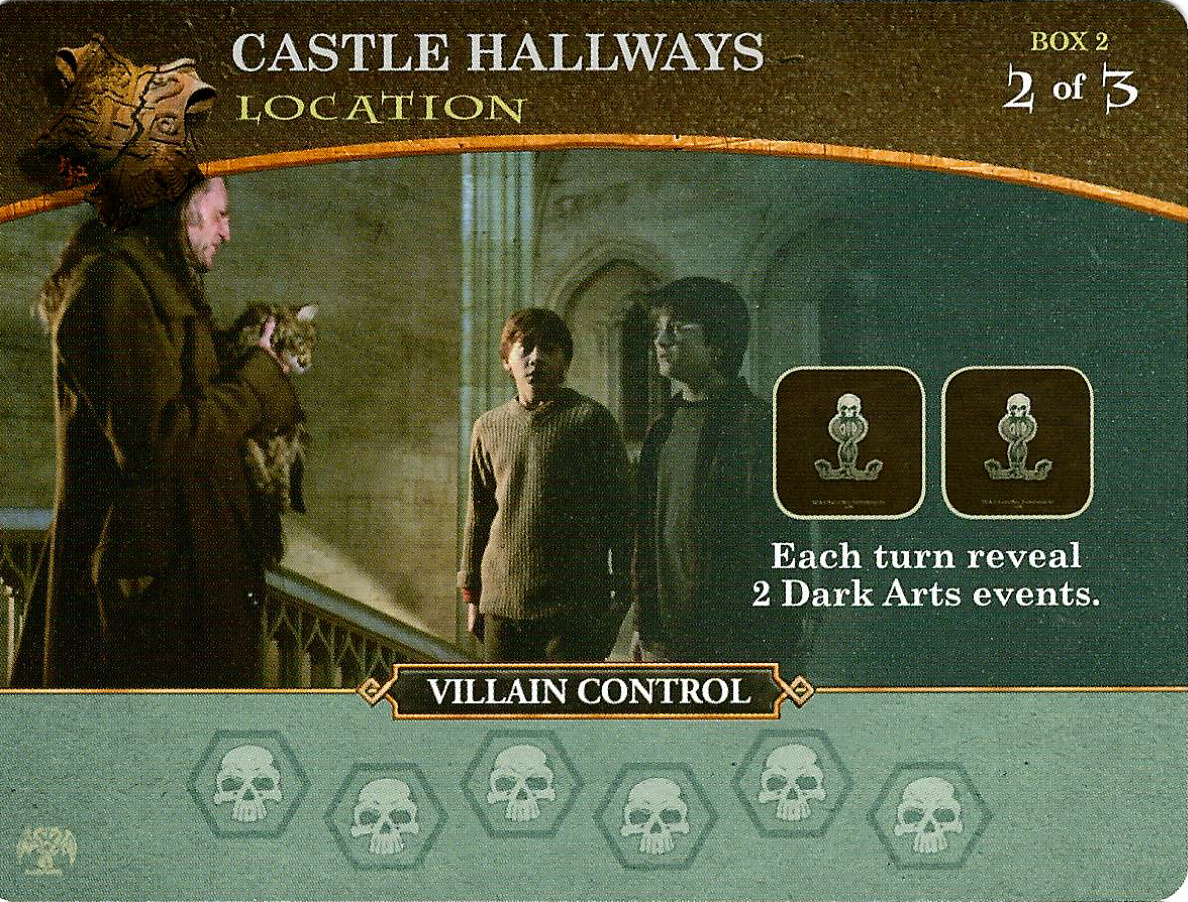 CASTLE HALLWAYS
LOCATION
BOX 2
2 of 3
Each turn reveal
2 Dark Arts events.
VILLAIN CONTROL